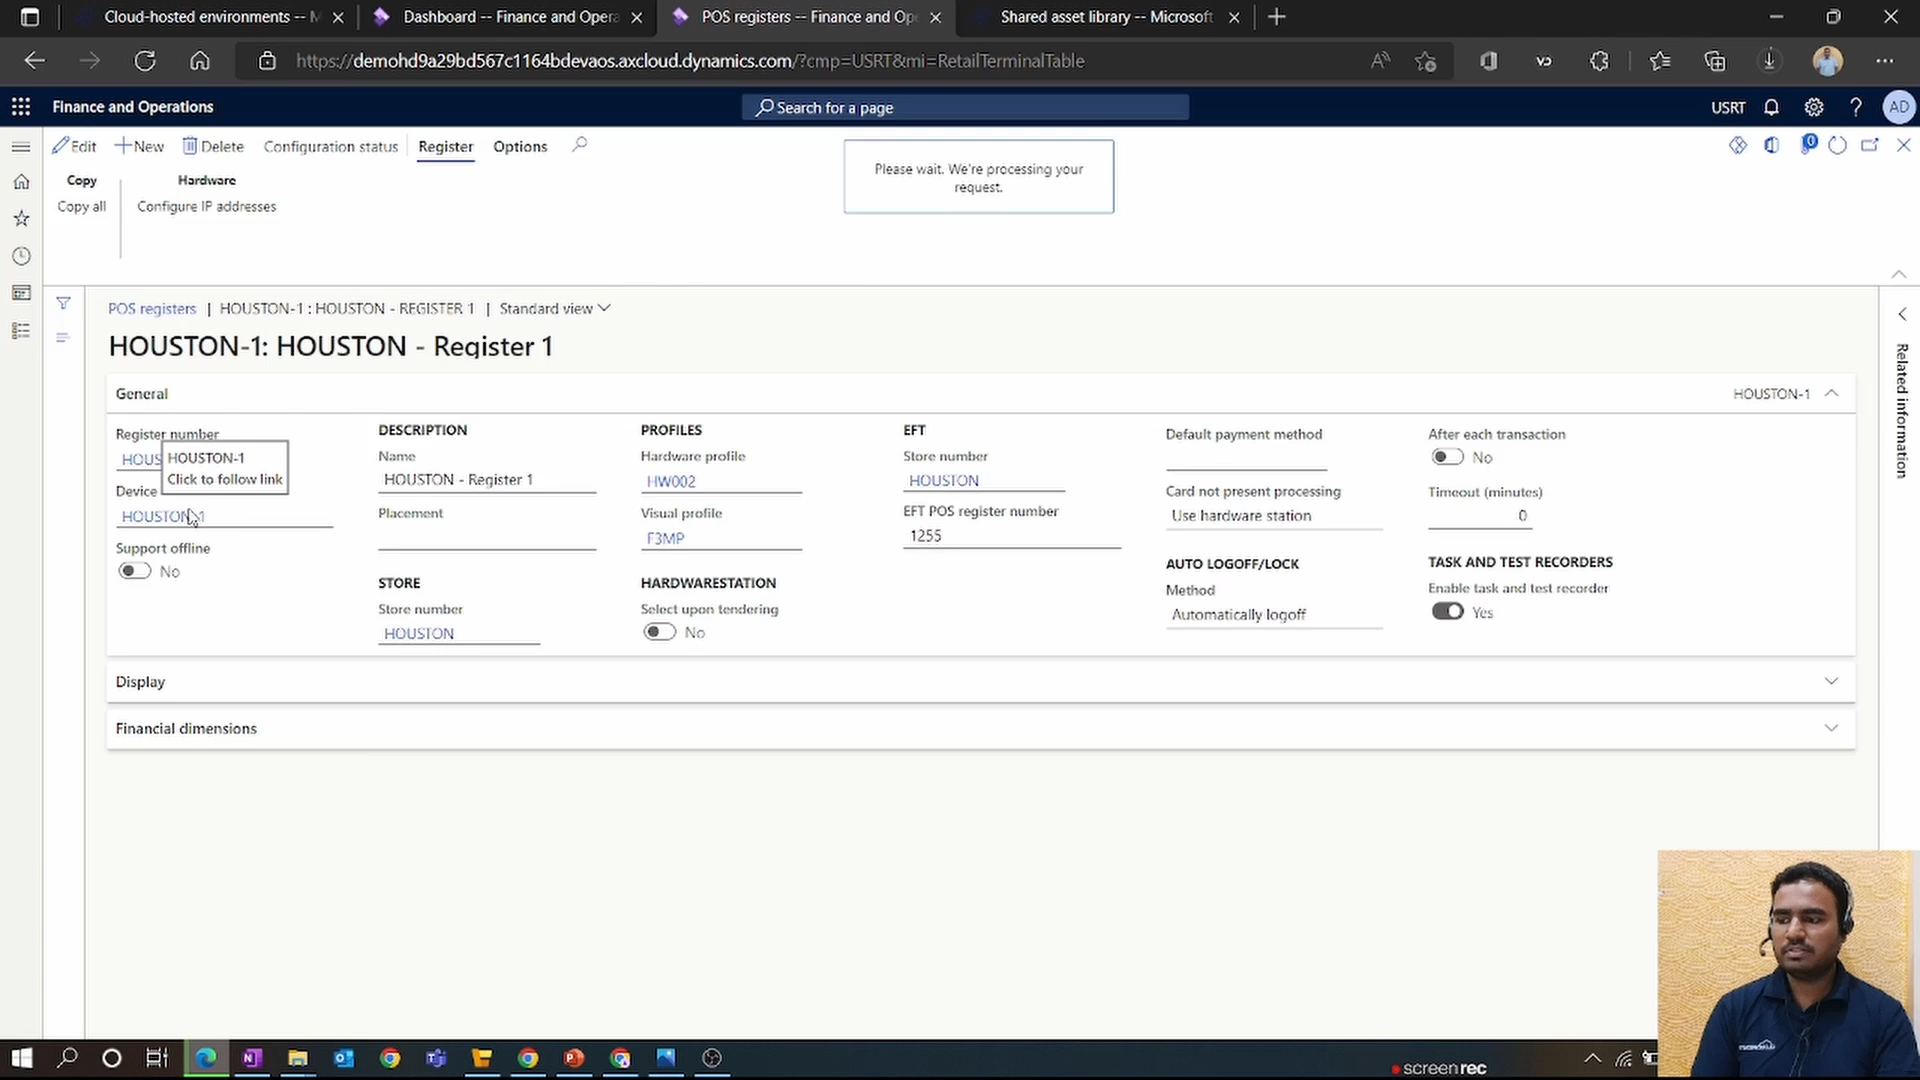 Cloud-hosted environments -- M
Dashboard -- Finance and Opera
POS registers -- Finance and Op
Shared asset library -- Microsoft
https://demohd9a29bd567c1164bdevaos.axcloud.dynamics.com/?cmp=USRT&mi=RetailTerminalTable
Finance and Operations
Search for a page
USRT
AD
Edit
New
Delete
Configuration status
Register
Options
0
Please wait. We're processing your
request.
Copy
Copy all
Hardware
Configure IP addresses
POS registers | HOUSTON-1 : HOUSTON - REGISTER 1 | Standard view
HOUSTON-1: HOUSTON - Register 1
General
HOUSTON-1
Register number
HOUS
HOUSTON-1
Click to follow link
Device
HOUSTON-1
Support offline
No
DESCRIPTION
Name
HOUSTON - Register 1
Placement
STORE
Store number
HOUSTON
PROFILES
Hardware profile
HW002
Visual profile
F3MP
HARDWARESTATION
Select upon tendering
No
EFT
Store number
HOUSTON
EFT POS register number
1255
Default payment method
Card not present processing
Use hardware station
AUTO LOGOFF/LOCK
Method
Automatically logoff
After each transaction
No
Timeout (minutes)
0
TASK AND TEST RECORDERS
Enable task and test recorder
Yes
Display
Financial dimensions
Related information
screenrec